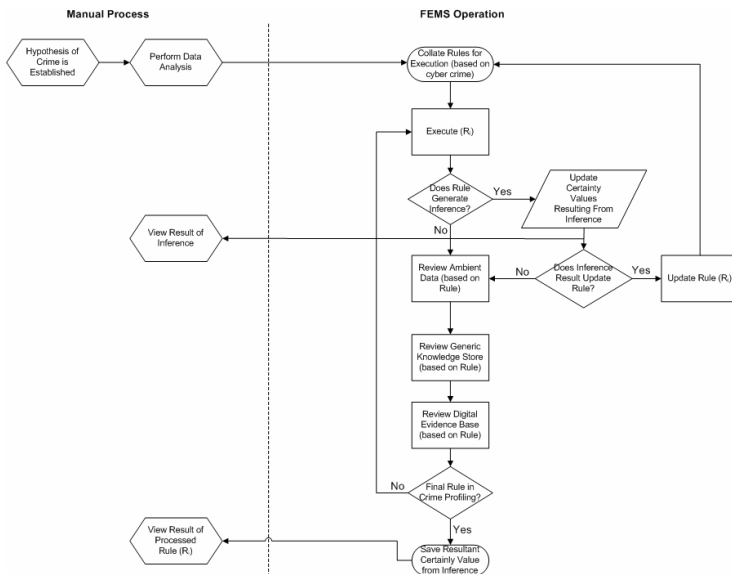 Manual Process
FEMS Operation
Hypothesis of
Crime is
Established
Perform Data
Analysis
Collate Rules for
Execution (based on
cyber crime)
Execute (Rᵢ)
Does Rule
Generate
Inference?
Yes
Update
Certainty
Values
Resulting From
Inference
No
View Result of
Inference
Review Ambient
Data (based on
Rule)
No
Does Inference
Result Update
Rule?
Yes
Update Rule (Rᵢ)
Review Generic
Knowledge Store
(based on Rule)
Review Digital
Evidence Base
(based on Rule)
No
Final Rule in
Crime Profiling?
Yes
View Result of
Processed
Rule (Rᵢ)
Save Resultant
Certainly Value
from Inference